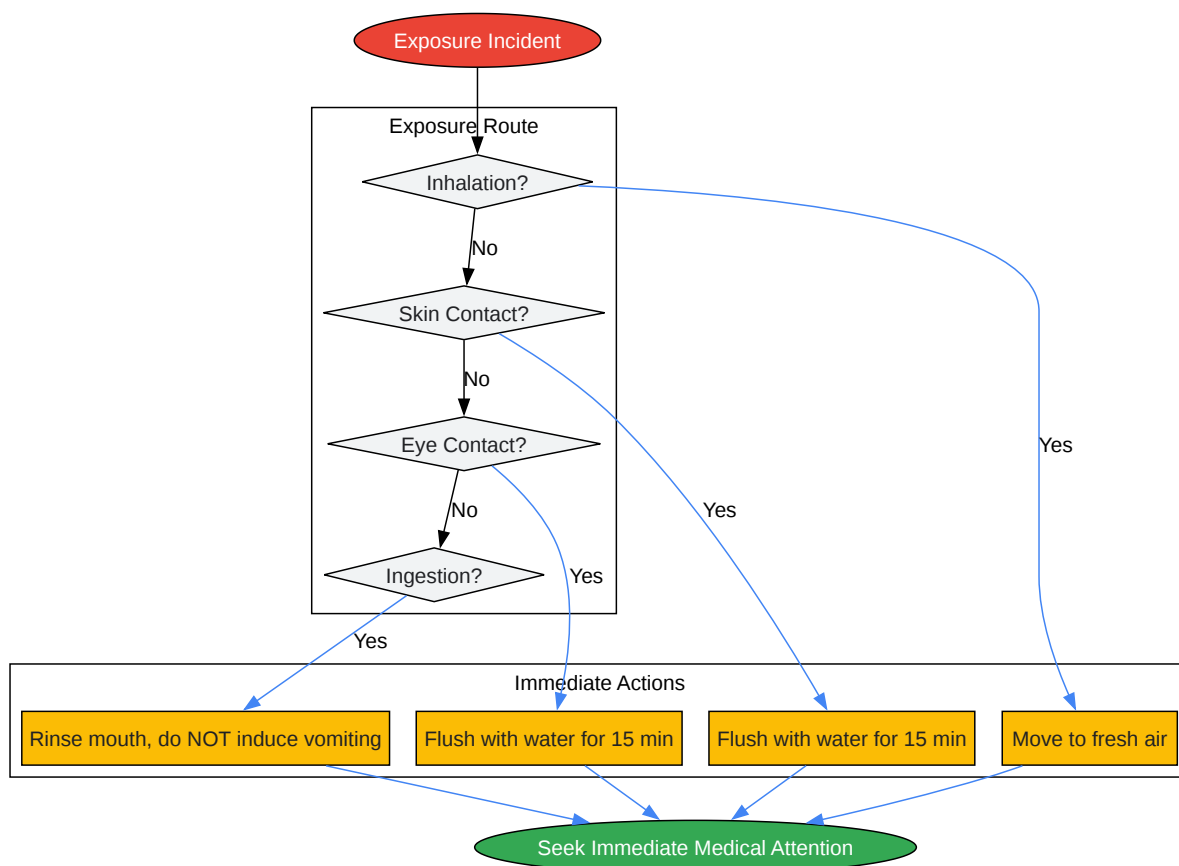 Exposure Incident
Exposure Route
Inhalation?
No
Skin Contact?
No
Yes
Eye Contact?
Yes
No
Ingestion?
Yes
Yes
Immediate Actions
Rinse mouth, do NOT induce vomiting
Flush with water for 15 min
Flush with water for 15 min
Move to fresh air
Seek Immediate Medical Attention